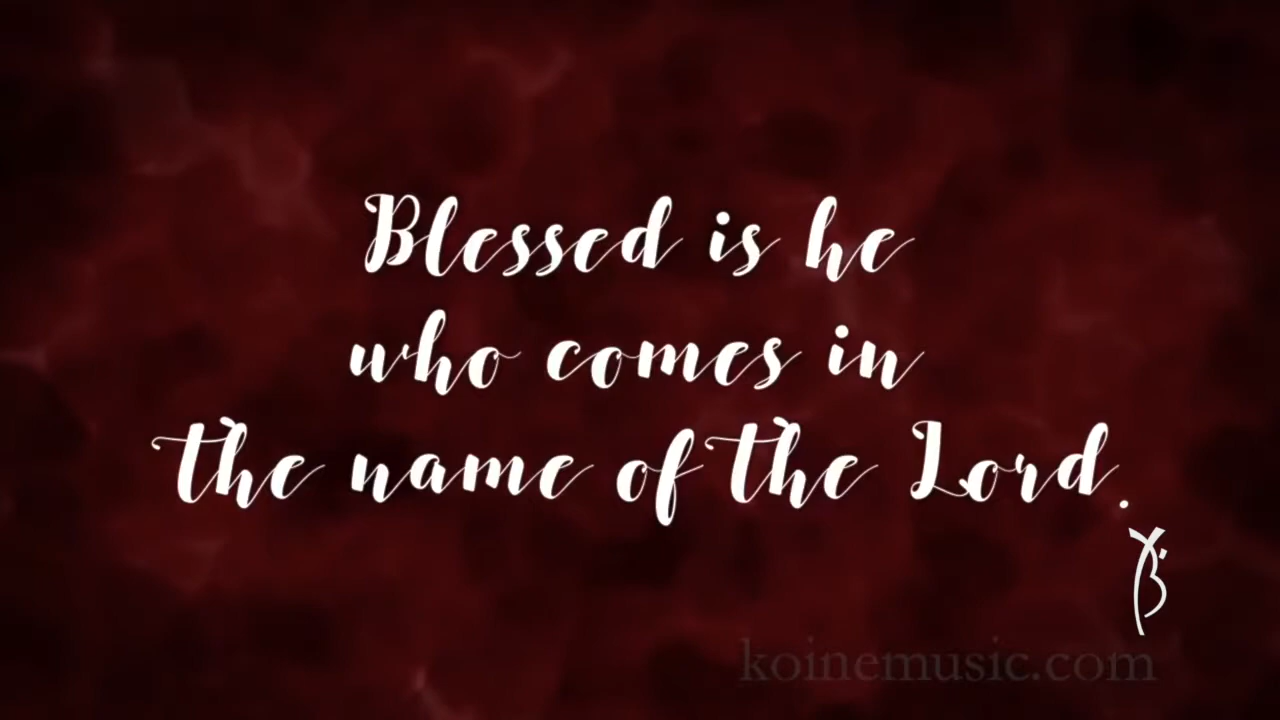 Blessed is he
who comes in
the name of the Lord.
koinemusic.com